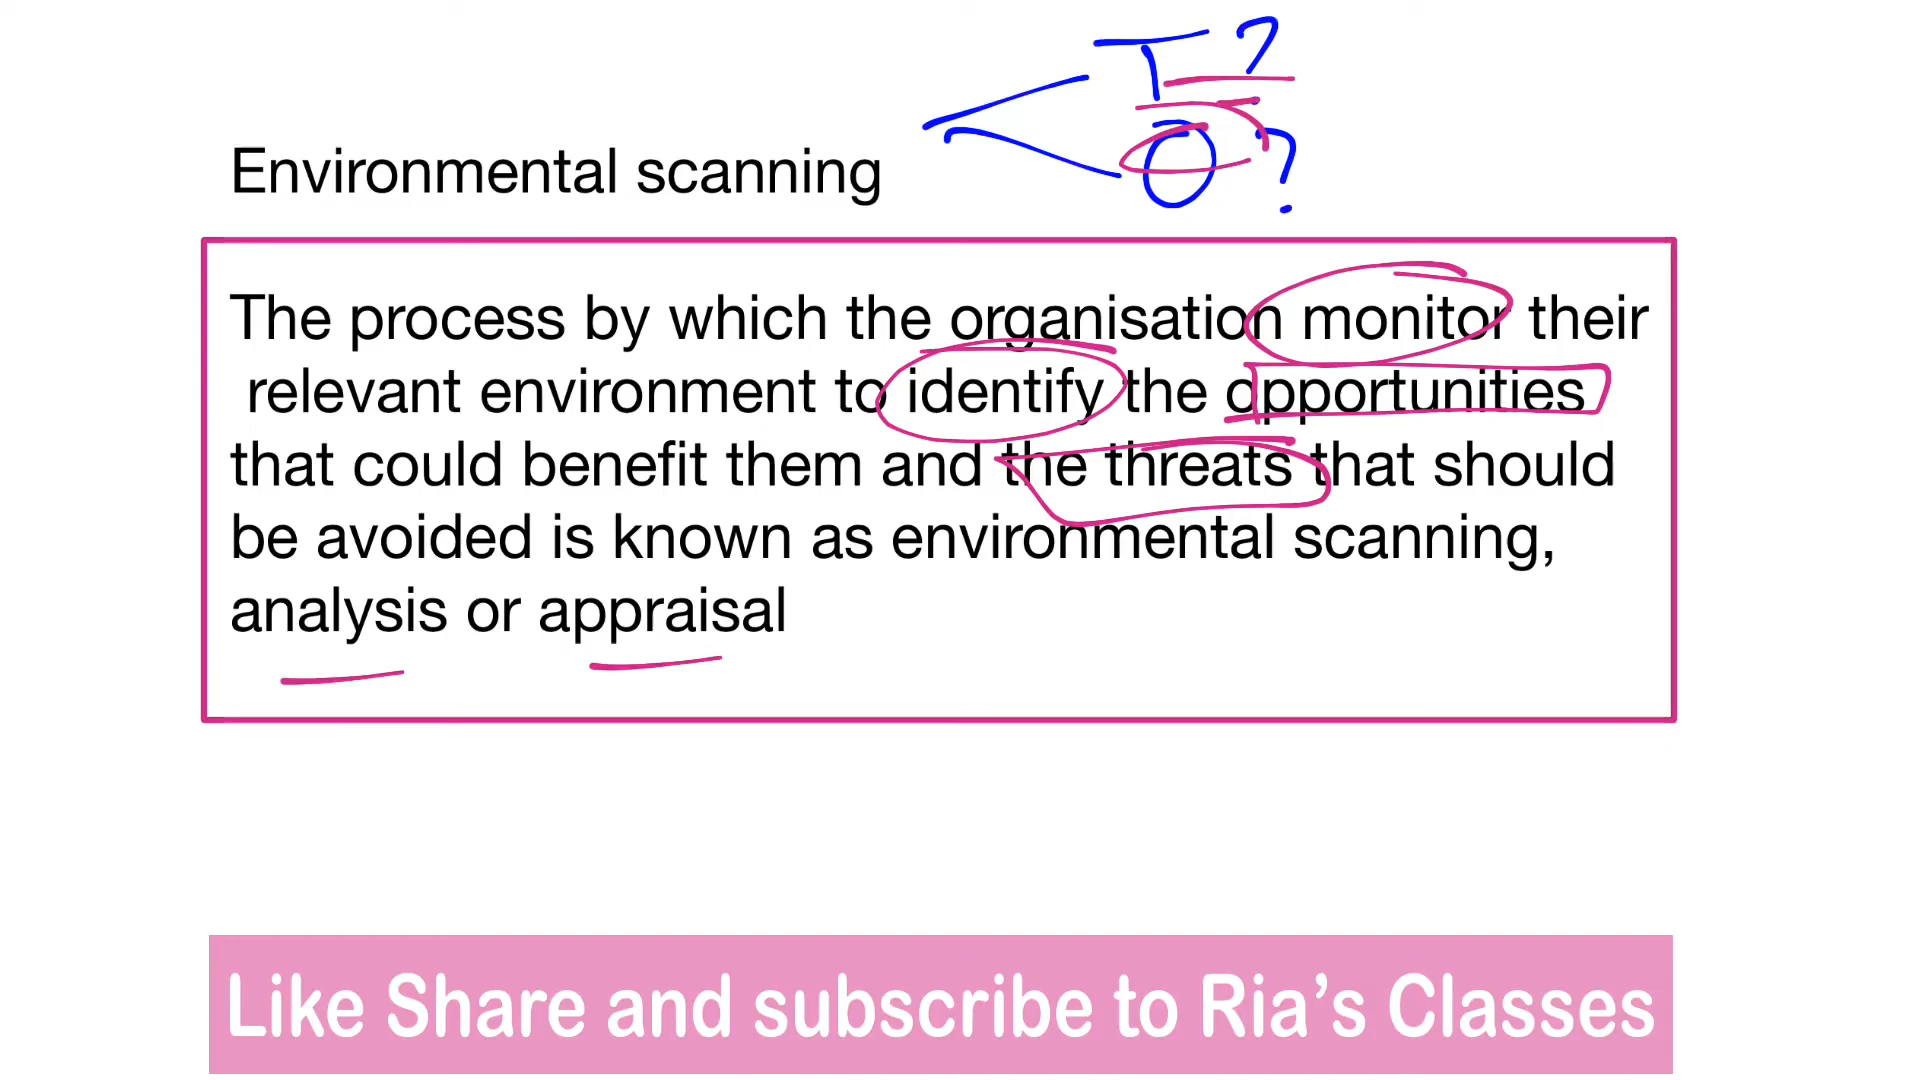 T ?
O ?
Environmental scanning
The process by which the organisation monitor their
relevant environment to identify the opportunities
that could benefit them and the threats that should
be avoided is known as environmental scanning,
analysis or appraisal
Like Share and subscribe to Ria's Classes